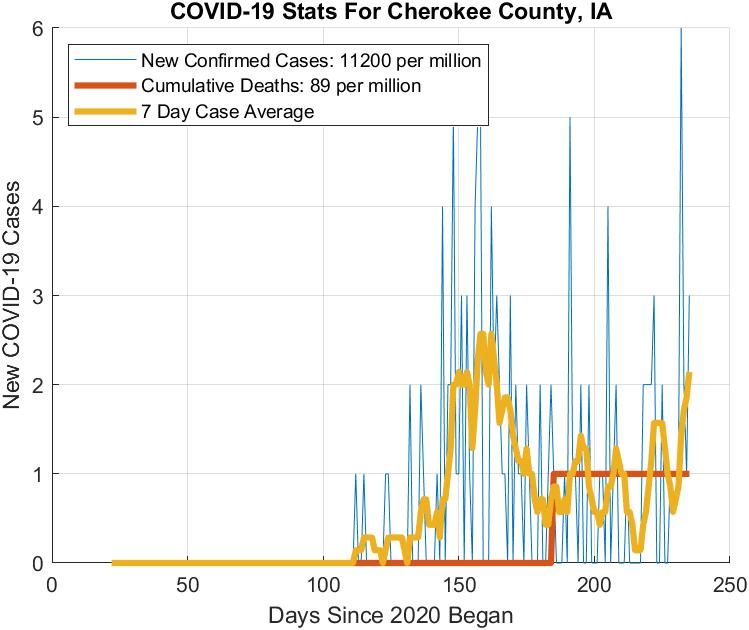 COVID-19 Stats For Cherokee County, IA
New Confirmed Cases: 11200 per million
Cumulative Deaths: 89 per million
7 Day Case Average
New COVID-19 Cases
6
5
4
3
2
1
0
0 50 100 150 200 250
Days Since 2020 Began